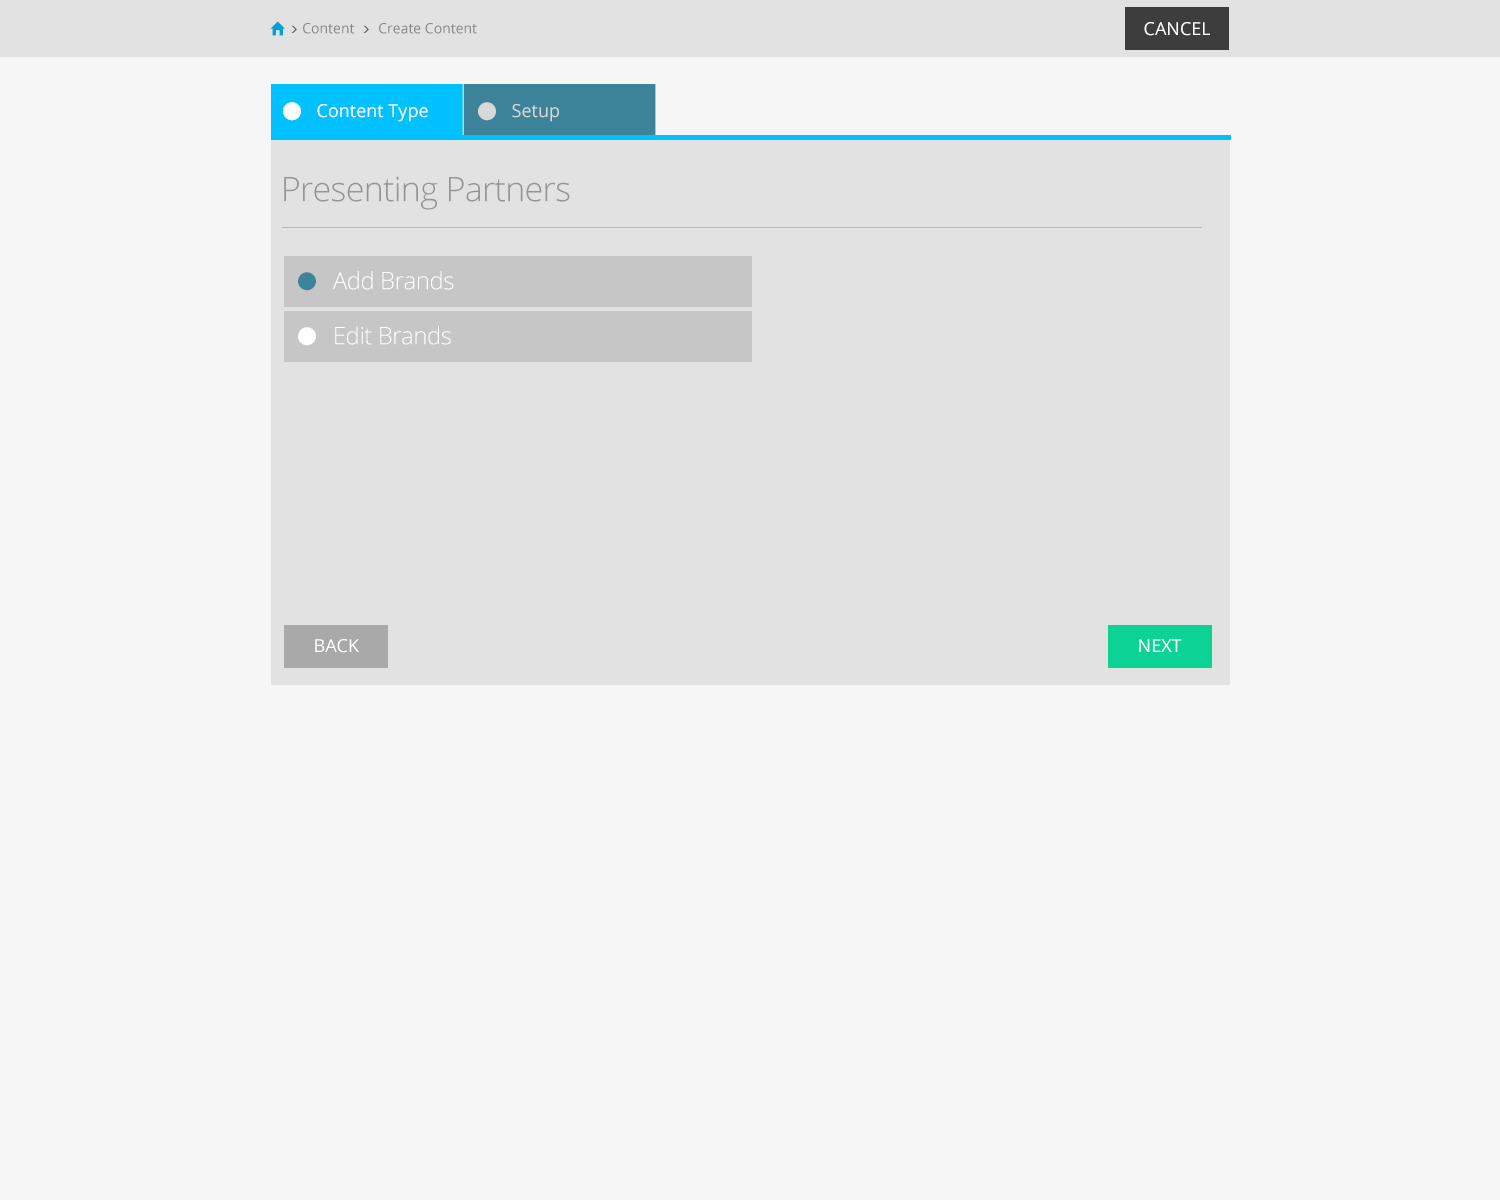 Content Create Content
CANCEL
Content Type
Setup
Presenting Partners
Add Brands
Edit Brands
BACK
NEXT